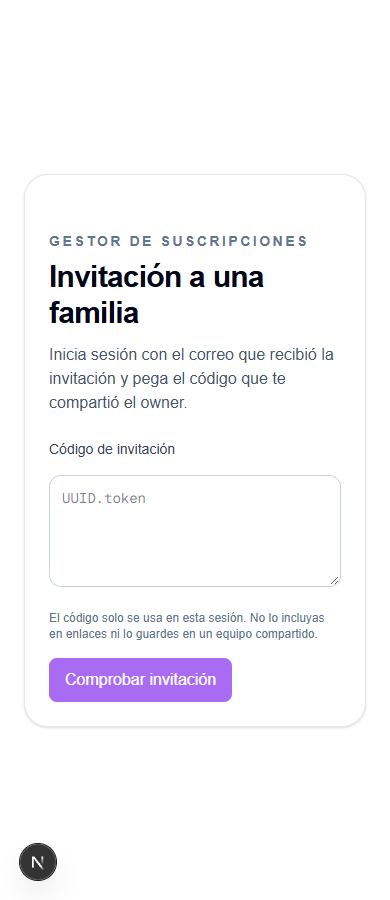 GESTOR DE SUSCRIPCIONES
Invitación a una
familia
Inicia sesión con el correo que recibió la
invitación y pega el código que te
compartió el owner.
Código de invitación
UUID.token
El código solo se usa en esta sesión. No lo incluyas
en enlaces ni lo guardes en un equipo compartido.
Comprobar invitación
N